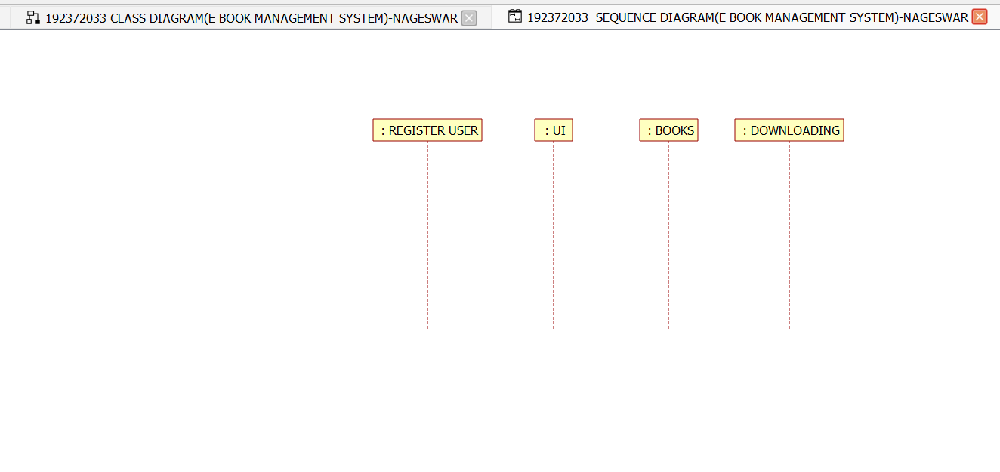 192372033 CLASS DIAGRAM(E BOOK MANAGEMENT SYSTEM)-NAGESWAR
192372033  SEQUENCE DIAGRAM(E BOOK MANAGEMENT SYSTEM)-NAGESWAR
: REGISTER USER
: UI
: BOOKS
: DOWNLOADING